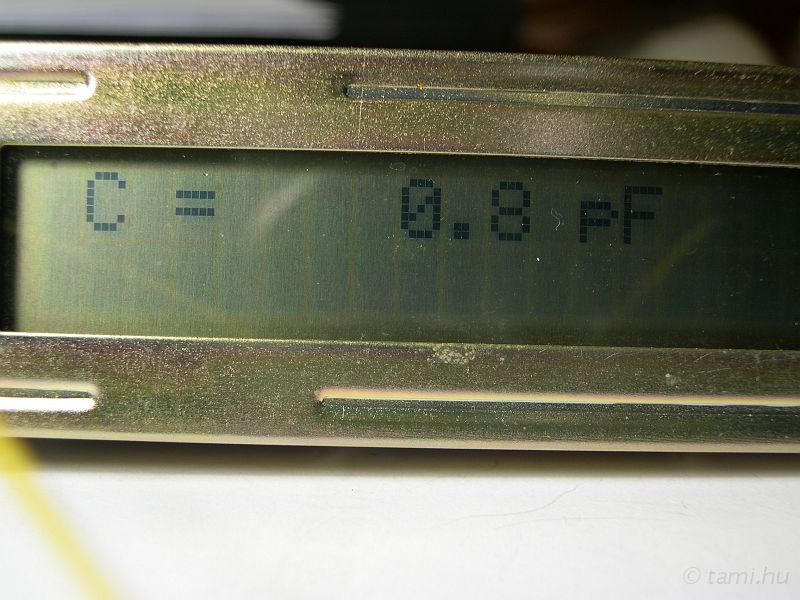 C = 0.8 pF
© tami.hu